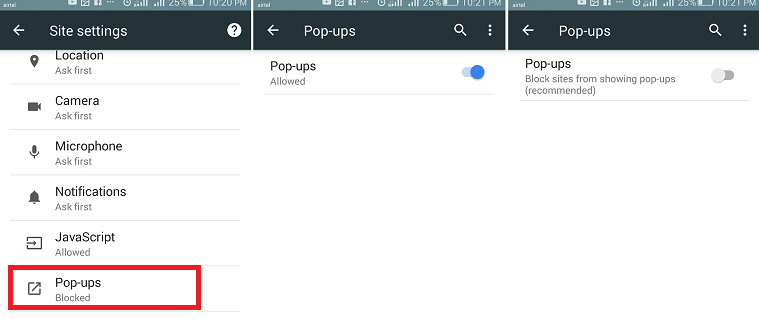 airtel 25% 10:20 PM
Site settings
Location
Ask first
Camera
Ask first
Microphone
Ask first
Notifications
Ask first
JavaScript
Allowed
Pop-ups
Blocked
airtel 25% 10:21 PM
Pop-ups
Pop-ups
Allowed
airtel 25% 10:21 PM
Pop-ups
Pop-ups
Block sites from showing pop-ups
(recommended)